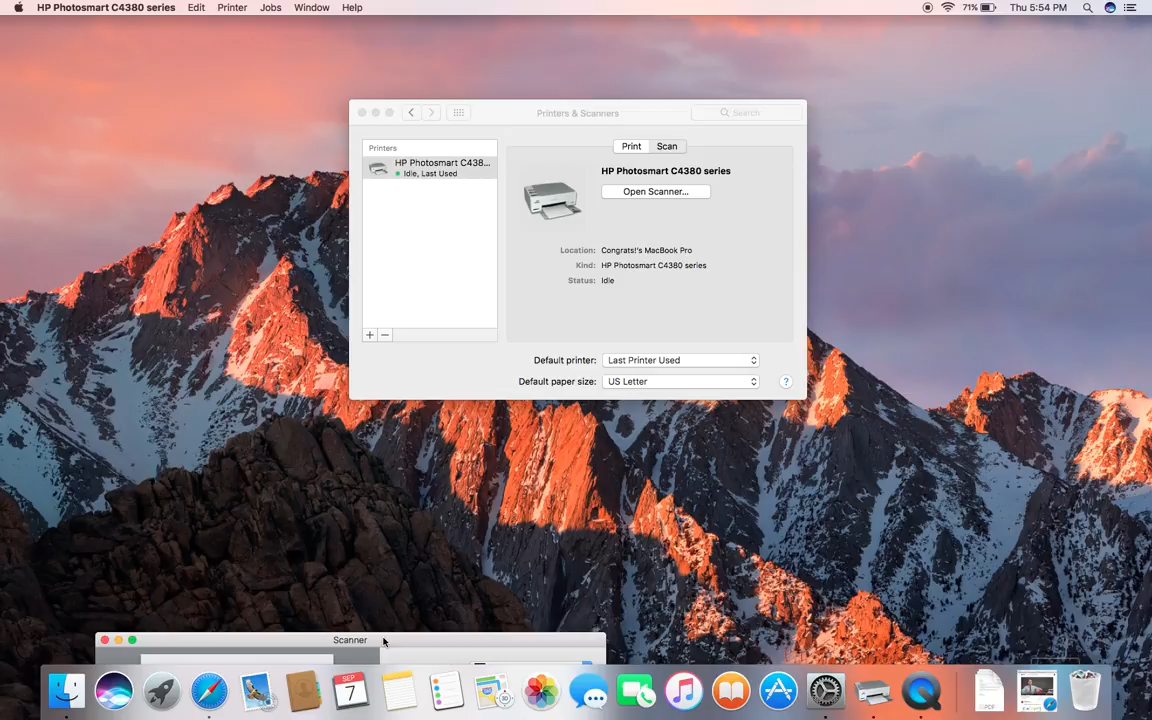 HP Photosmart C4380 series Edit Printer Jobs Window Help 71% Thu 5:54 PM
Printers & Scanners
Search
Printers
HP Photosmart C438...
Idle, Last Used
Print Scan
HP Photosmart C4380 series
Open Scanner...
Location: Congrats!'s MacBook Pro
Kind: HP Photosmart C4380 series
Status: Idle
+ −
Default printer: Last Printer Used
Default paper size: US Letter
?
Scanner
SEP
7
PDF